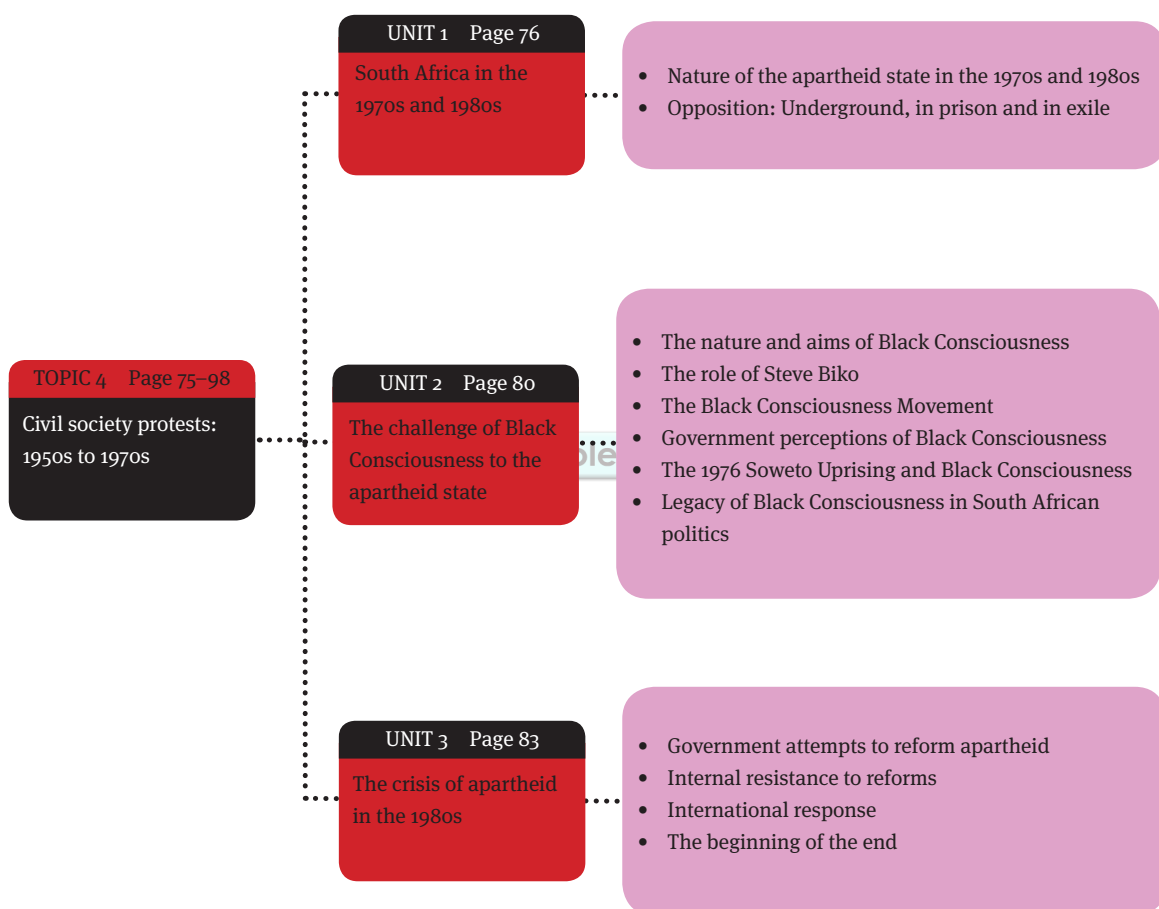 UNIT 1 Page 76
South Africa in the
1970s and 1980s
• Nature of the apartheid state in the 1970s and 1980s
• Opposition: Underground, in prison and in exile
TOPIC 4 Page 75–98
Civil society protests:
1950s to 1970s
UNIT 2 Page 80
The challenge of Black
Consciousness to the
apartheid state
• The nature and aims of Black Consciousness
• The role of Steve Biko
• The Black Consciousness Movement
• Government perceptions of Black Consciousness
• The 1976 Soweto Uprising and Black Consciousness
• Legacy of Black Consciousness in South African
politics
UNIT 3 Page 83
The crisis of apartheid
in the 1980s
• Government attempts to reform apartheid
• Internal resistance to reforms
• International response
• The beginning of the end